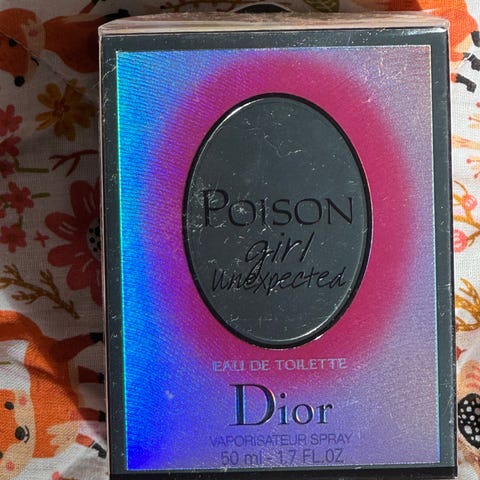 POISON
girl
unexpected
EAU DE TOILETTE
Dior
VAPORISATEUR SPRAY
50 ml - 1.7 FL.OZ